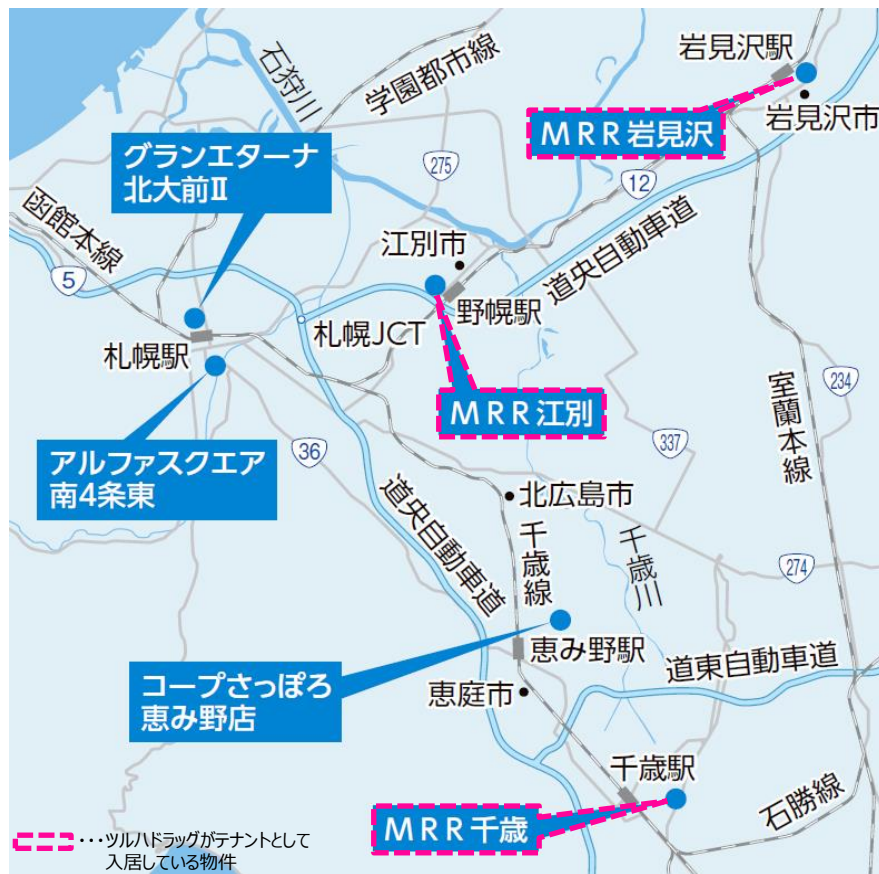 岩見沢駅
石狩川
学園都市線
岩見沢市
MRR岩見沢
グランエターナ
北大前Ⅱ
275
12
函館本線
江別市
道央自動車道
5
野幌駅
札幌JCT
札幌駅
室蘭本線
234
MRR江別
337
アルファスクエア
南4条東
36
北広島市
道央自動車道
千歳線
千歳川
274
恵み野駅
道東自動車道
コープさっぽろ
恵み野店
恵庭市
千歳駅
石勝線
MRR千歳
・・・ツルハドラッグがテナントとして
入居している物件